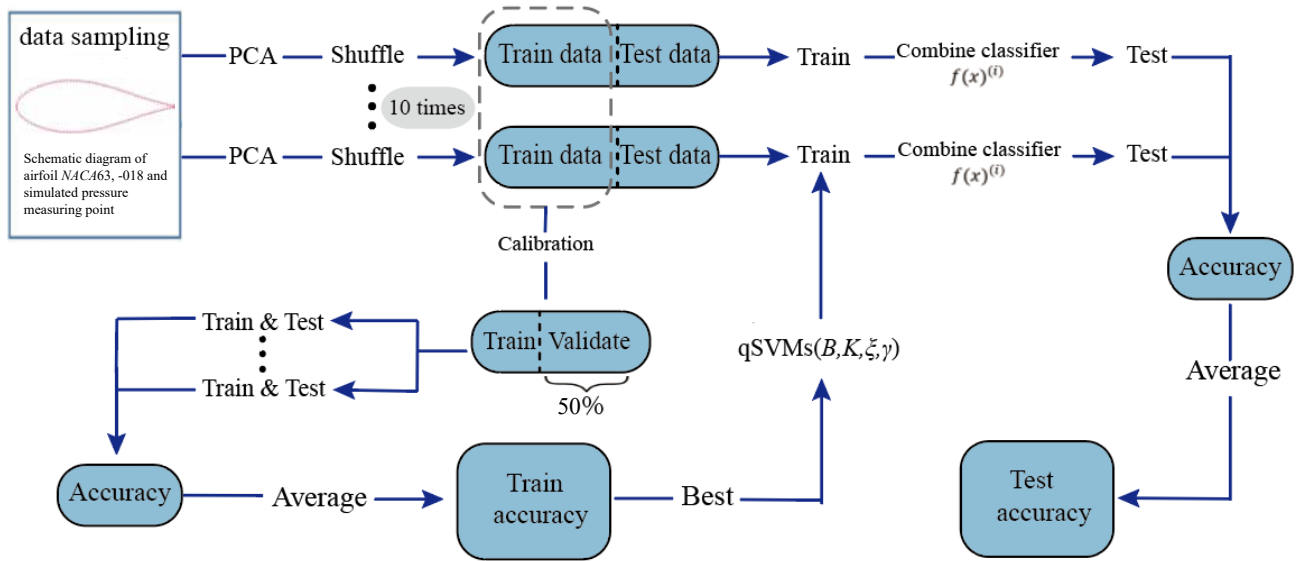 data sampling
Schematic diagram of
airfoil NACA63, -018 and
simulated pressure
measuring point
PCA
Shuffle
Train data
Test data
Train
Combine classifier
f(x)^(i)
Test
10 times
PCA
Shuffle
Train data
Test data
Train
Combine classifier
f(x)^(i)
Test
Calibration
Accuracy
Train & Test
Train & Test
Train
Validate
50%
qSVMs(B,K,ξ,γ)
Average
Accuracy
Average
Train
accuracy
Best
Test
accuracy